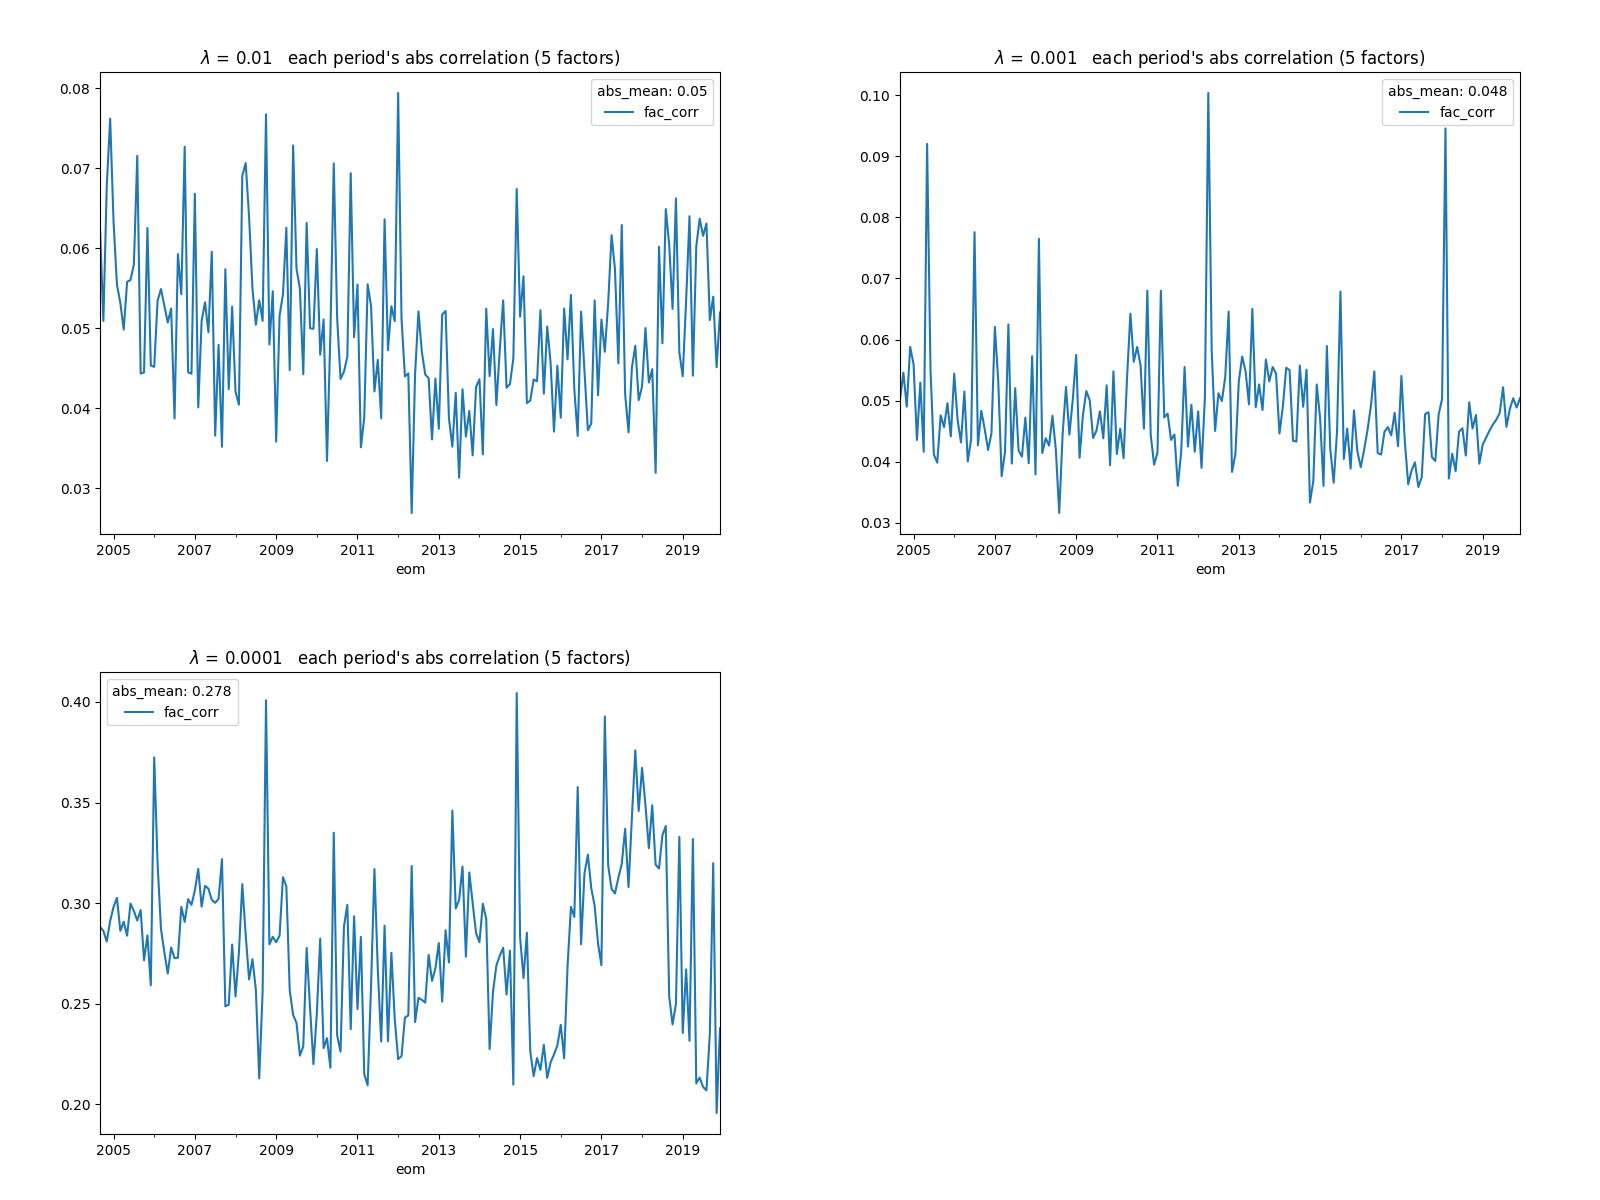 λ = 0.01   each period's abs correlation (5 factors)
abs_mean: 0.05
fac_corr
0.08
0.07
0.06
0.05
0.04
0.03
2005 2007 2009 2011 2013 2015 2017 2019
eom
λ = 0.001   each period's abs correlation (5 factors)
abs_mean: 0.048
fac_corr
0.10
0.09
0.08
0.07
0.06
0.05
0.04
0.03
2005 2007 2009 2011 2013 2015 2017 2019
eom
λ = 0.0001   each period's abs correlation (5 factors)
abs_mean: 0.278
fac_corr
0.40
0.35
0.30
0.25
0.20
2005 2007 2009 2011 2013 2015 2017 2019
eom